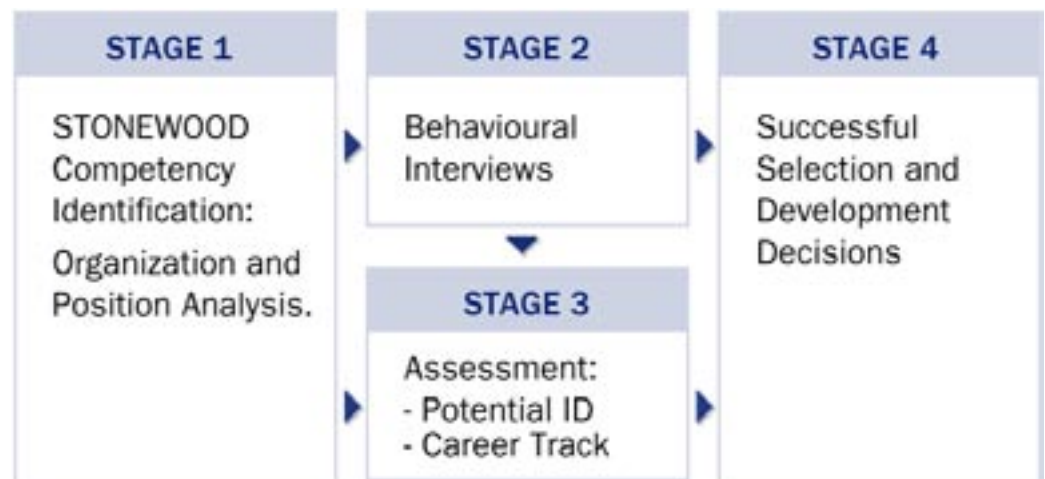 STAGE 1
STONEWOOD
Competency
Identification:
Organization and
Position Analysis.
STAGE 2
Behavioural
Interviews
STAGE 3
Assessment:
- Potential ID
- Career Track
STAGE 4
Successful
Selection and
Development
Decisions